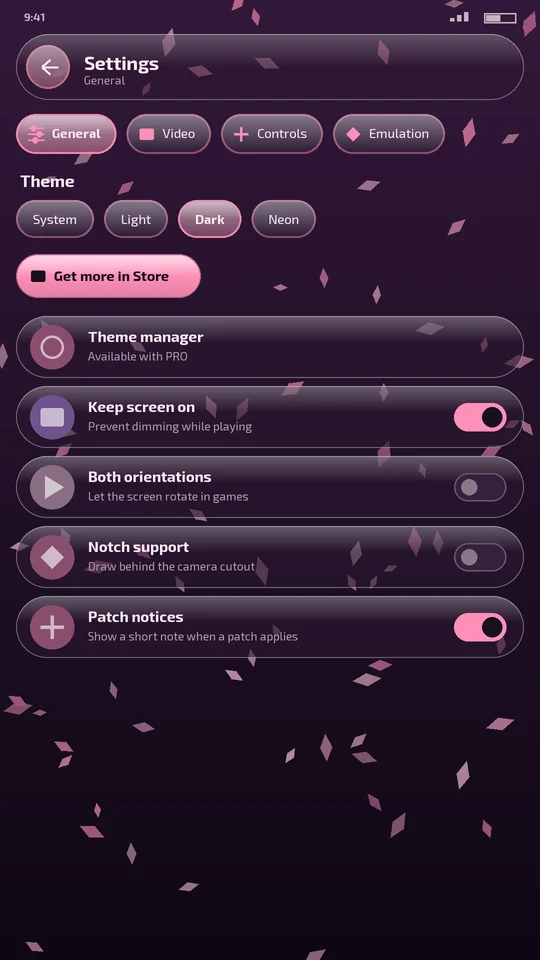 9:41
Settings
General
General
Video
Controls
Emulation
Theme
System
Light
Dark
Neon
Get more in Store
Theme manager
Available with PRO
Keep screen on
Prevent dimming while playing
Both orientations
Let the screen rotate in games
Notch support
Draw behind the camera cutout
Patch notices
Show a short note when a patch applies